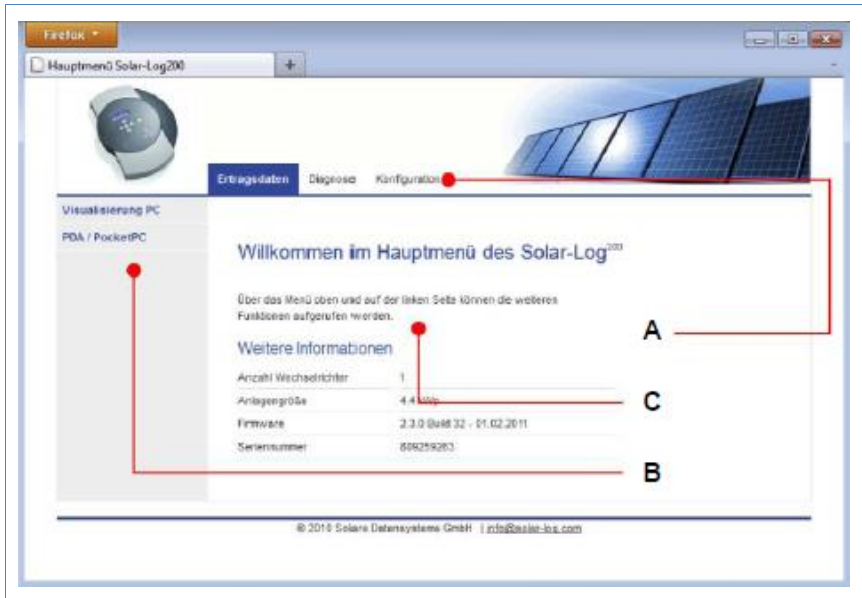 Firefox
Hauptmenü Solar-Log200
+
Ertragsdaten Diagnose Konfiguration
Visualisierung PC
PDA / PocketPC
Willkommen im Hauptmenü des Solar-Log200
Über das Menü oben und auf der linken Seite können die weiteren
Funktionen aufgerufen werden.
A
Weitere Informationen
Anzahl Wechselrichter 1
Anlagengröße 4.4 kWp
C
Firmware 2.3.0 Build 32 - 01.02.2011
Seriennummer 809259263
B
© 2010 Solare Datensysteme GmbH | info@solar-log.com